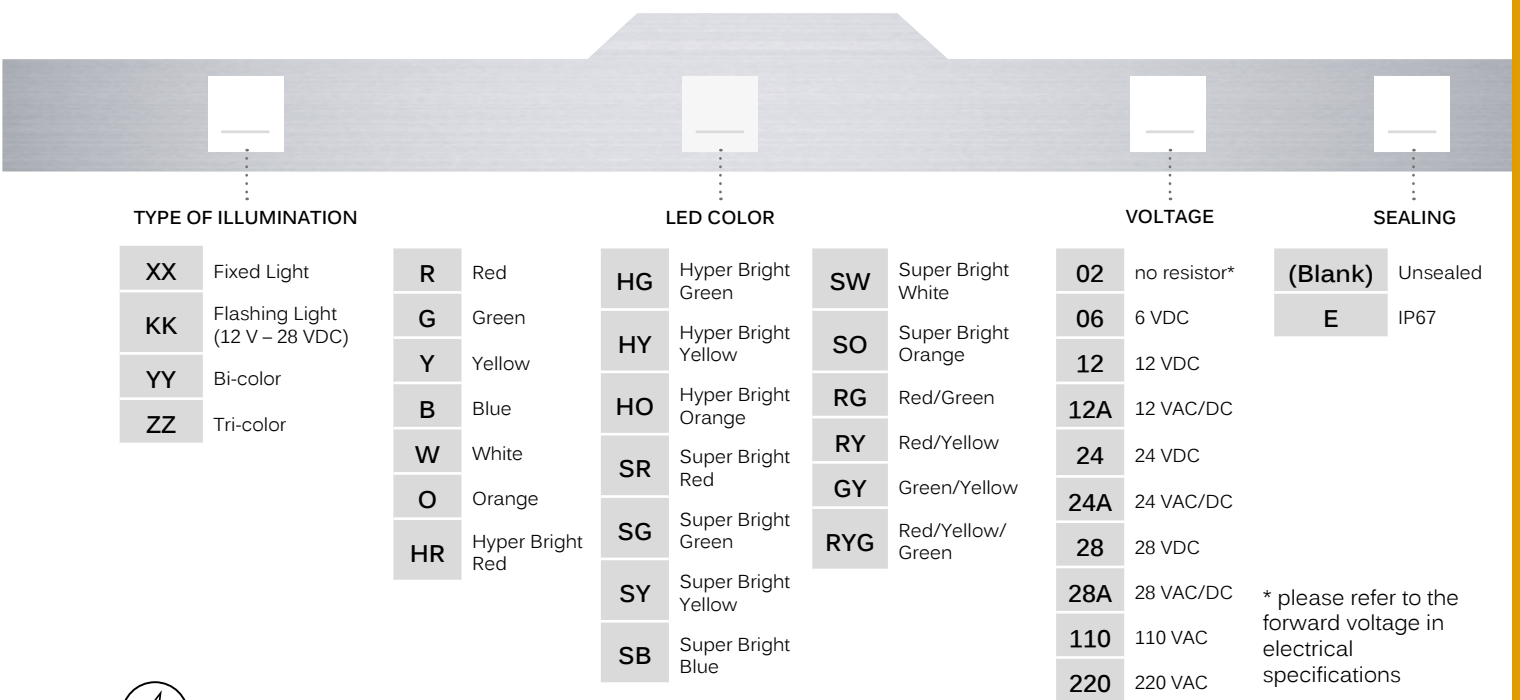 TYPE OF ILLUMINATION
XX Fixed Light
KK Flashing Light
(12 V – 28 VDC)
YY Bi-color
ZZ Tri-color
LED COLOR
R Red
G Green
Y Yellow
B Blue
W White
O Orange
HR Hyper Bright
Red
HG Hyper Bright
Green
HY Hyper Bright
Yellow
HO Hyper Bright
Orange
SR Super Bright
Red
SG Super Bright
Green
SY Super Bright
Yellow
SB Super Bright
Blue
SW Super Bright
White
SO Super Bright
Orange
RG Red/Green
RY Red/Yellow
GY Green/Yellow
RYG Red/Yellow/
Green
VOLTAGE
02 no resistor*
06 6 VDC
12 12 VDC
12A 12 VAC/DC
24 24 VDC
24A 24 VAC/DC
28 28 VDC
28A 28 VAC/DC
110 110 VAC
220 220 VAC
SEALING
(Blank) Unsealed
E IP67
* please refer to the
forward voltage in
electrical
specifications